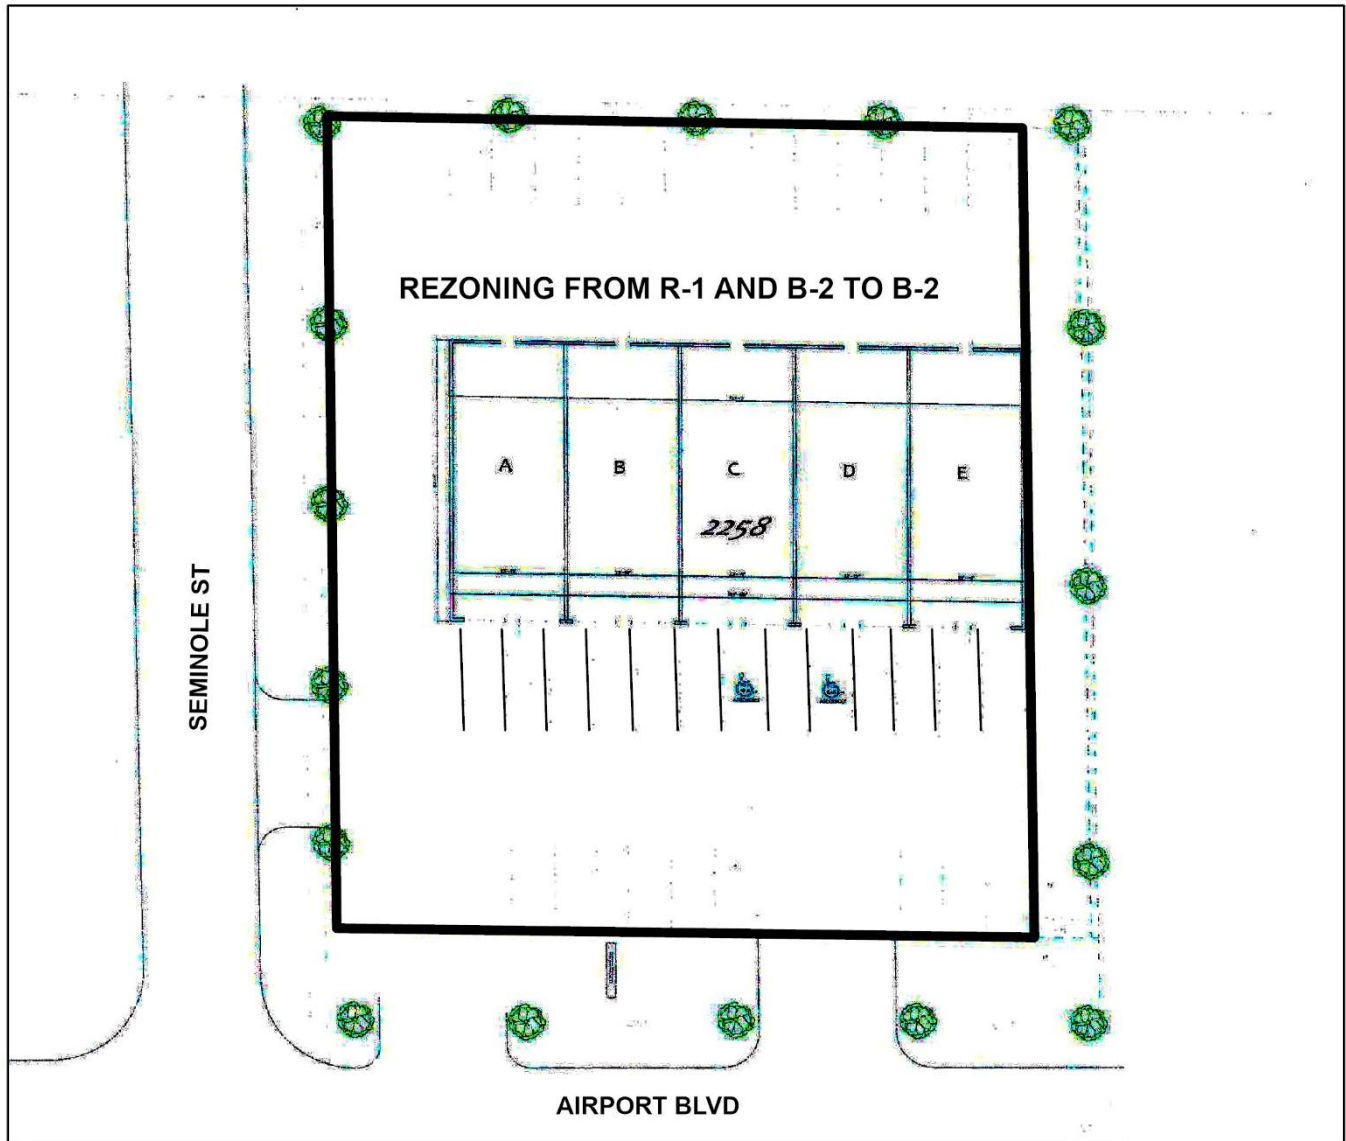 REZONING FROM R-1 AND B-2 TO B-2
A B C D E
2258
SEMINOLE ST
AIRPORT BLVD